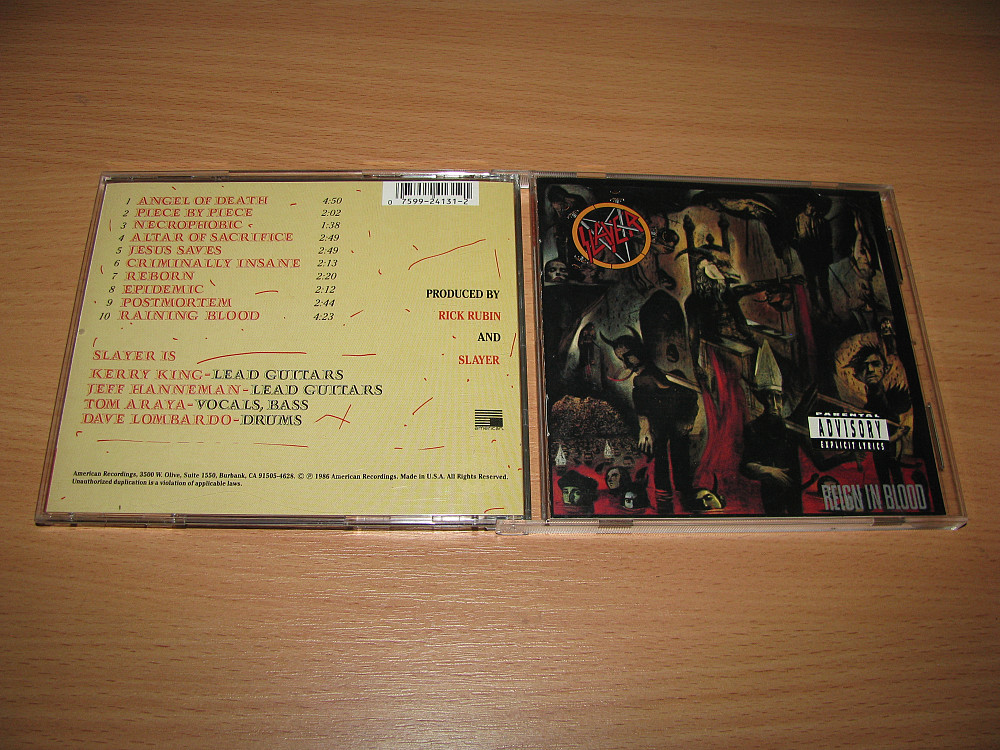 0 7599-24131-2
1 ANGEL OF DEATH 4:50
2 PIECE BY PIECE 2:02
3 NECROPHOBIC 1:38
4 ALTAR OF SACRIFICE 2:49
5 JESUS SAVES 2:49
6 CRIMINALLY INSANE 2:13
7 REBORN 2:20
8 EPIDEMIC 2:12
9 POSTMORTEM 2:44
10 RAINING BLOOD 4:23
PRODUCED BY
RICK RUBIN
AND
SLAYER
SLAYER IS
KERRY KING-LEAD GUITARS
JEFF HANNEMAN-LEAD GUITARS
TOM ARAYA-VOCALS, BASS
DAVE LOMBARDO-DRUMS
american
American Recordings, 3500 W. Olive, Suite 1550, Burbank, CA 91505-4628. © ℗ 1986 American Recordings. Made in U.S.A. All Rights Reserved.
Unauthorized duplication is a violation of applicable laws.
SLAYER
PARENTAL
ADVISORY
EXPLICIT LYRICS
REIGN IN BLOOD